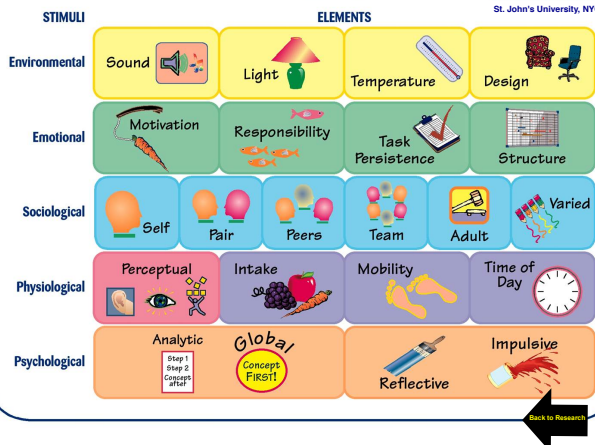 STIMULI
ELEMENTS
St. John's University, NY
Environmental
Sound
Light
Temperature
Design
Emotional
Motivation
Responsibility
Task
Persistence
Structure
Sociological
Self
Pair
Peers
Team
Adult
Varied
Physiological
Perceptual
Intake
Mobility
Time of
Day
Psychological
Analytic
Step 1
Step 2
Concept
after
Global
Concept
FIRST!
Reflective
Impulsive
Back to Research